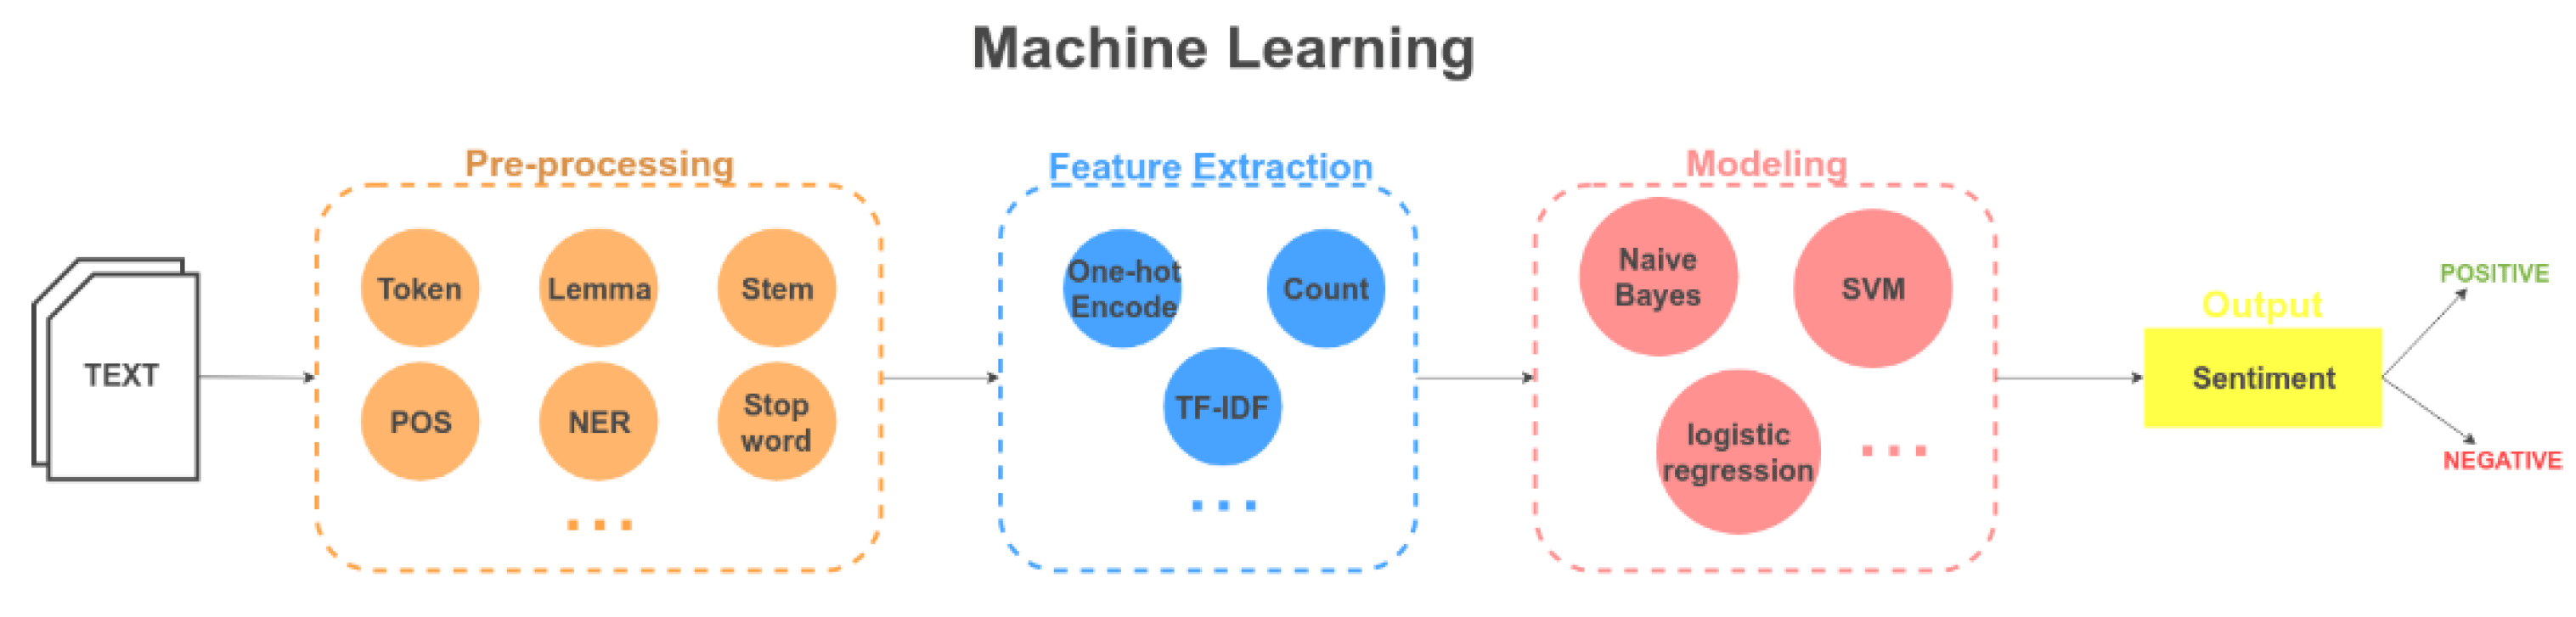 Machine Learning
Pre-processing
Feature Extraction
Modeling
TEXT
Token
Lemma
Stem
POS
NER
Stop
word
...
One-hot
Encode
Count
TF-IDF
...
Naive
Bayes
SVM
logistic
regression
...
Output
Sentiment
POSITIVE
NEGATIVE